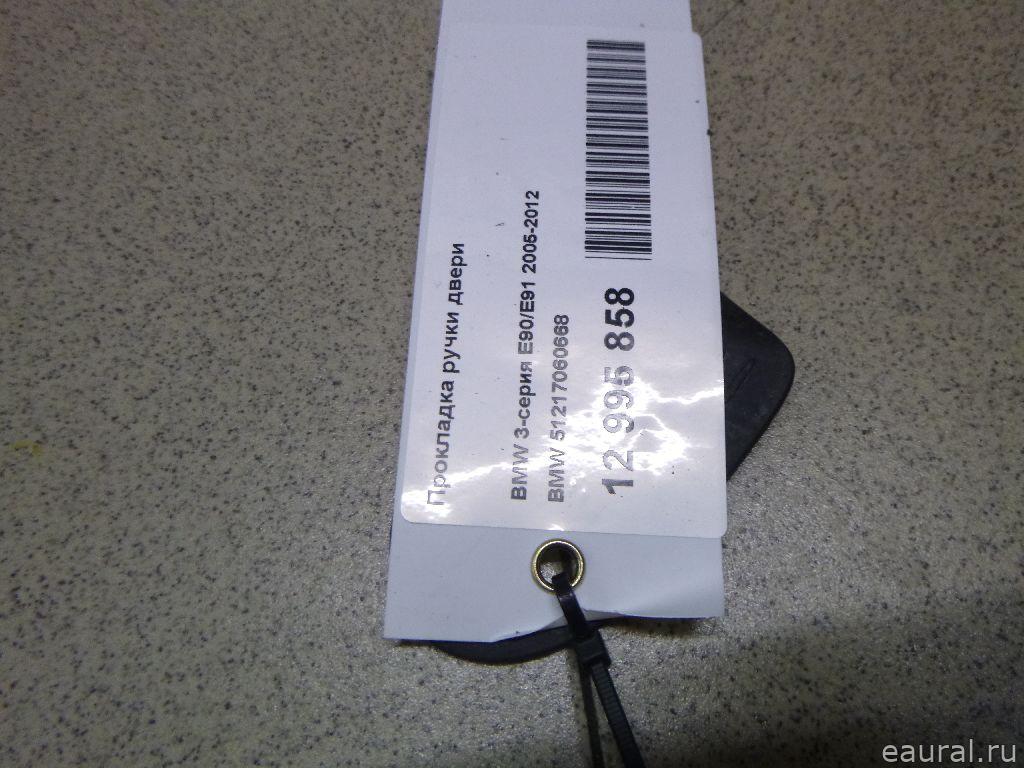 Прокладка ручки двери
BMW 3-серия E90/E91 2005-2012
BMW 51217060668
12 995 858
eaural.ru